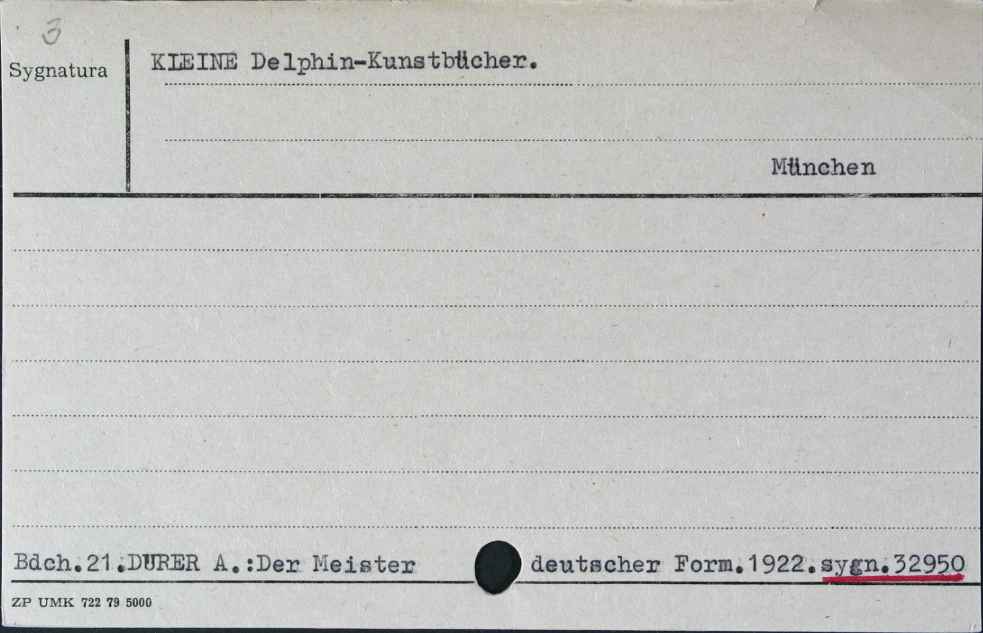 3
Sygnatura
KLEINE Delphin-Kunstbücher.
München
Bdch.21.DURER A.:Der Meister deutscher Form.1922.sygn.32950
ZP UMK 722 79 5000